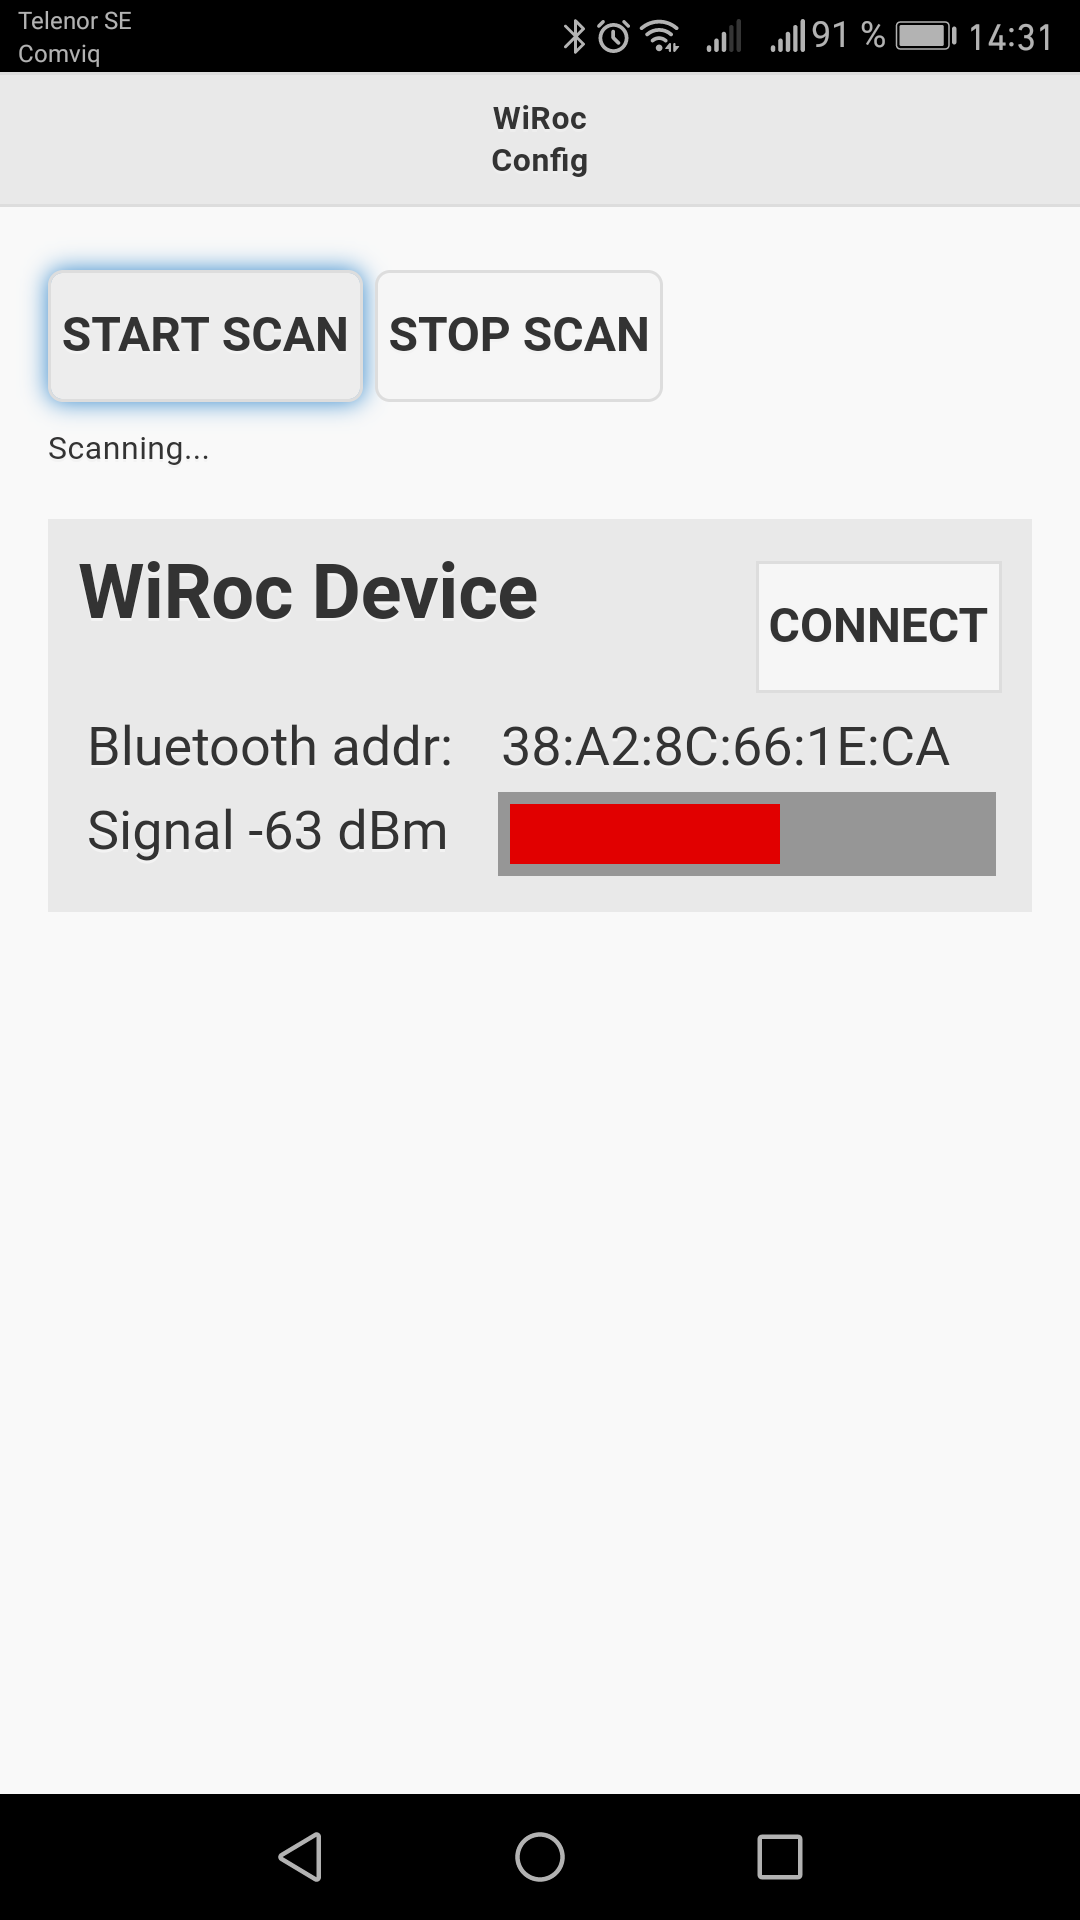 Telenor SE
Comviq
91 %
14:31
WiRoc
Config
START SCAN STOP SCAN
Scanning...
WiRoc Device
CONNECT
Bluetooth addr: 38:A2:8C:66:1E:CA
Signal -63 dBm